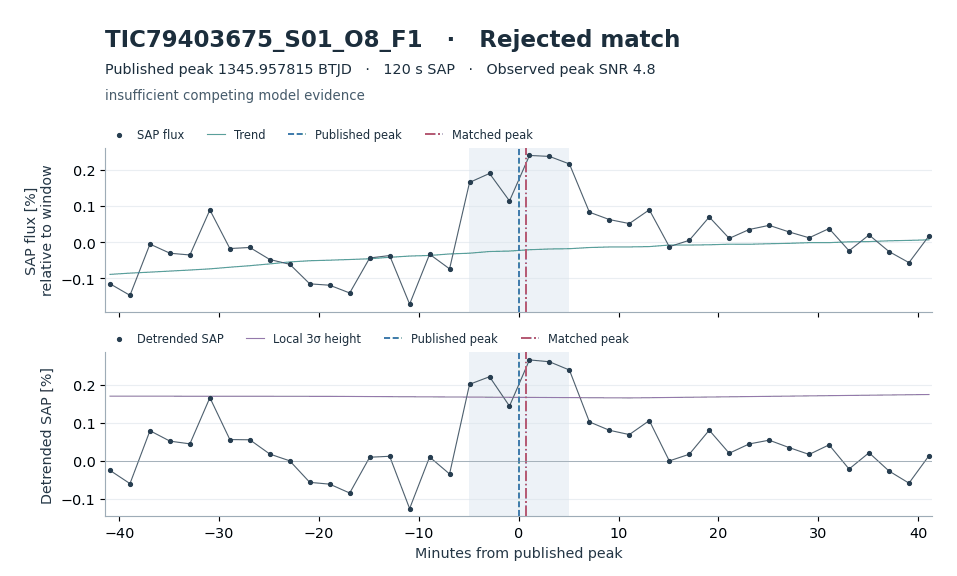 TIC79403675_S01_O8_F1 · Rejected match
Published peak 1345.957815 BTJD · 120 s SAP · Observed peak SNR 4.8
insufficient competing model evidence
SAP flux Trend Published peak Matched peak
SAP flux [%]
relative to window
0.2
0.1
0.0
−0.1
Detrended SAP Local 3σ height Published peak Matched peak
Detrended SAP [%]
0.2
0.1
0.0
−0.1
−40 −30 −20 −10 0 10 20 30 40
Minutes from published peak